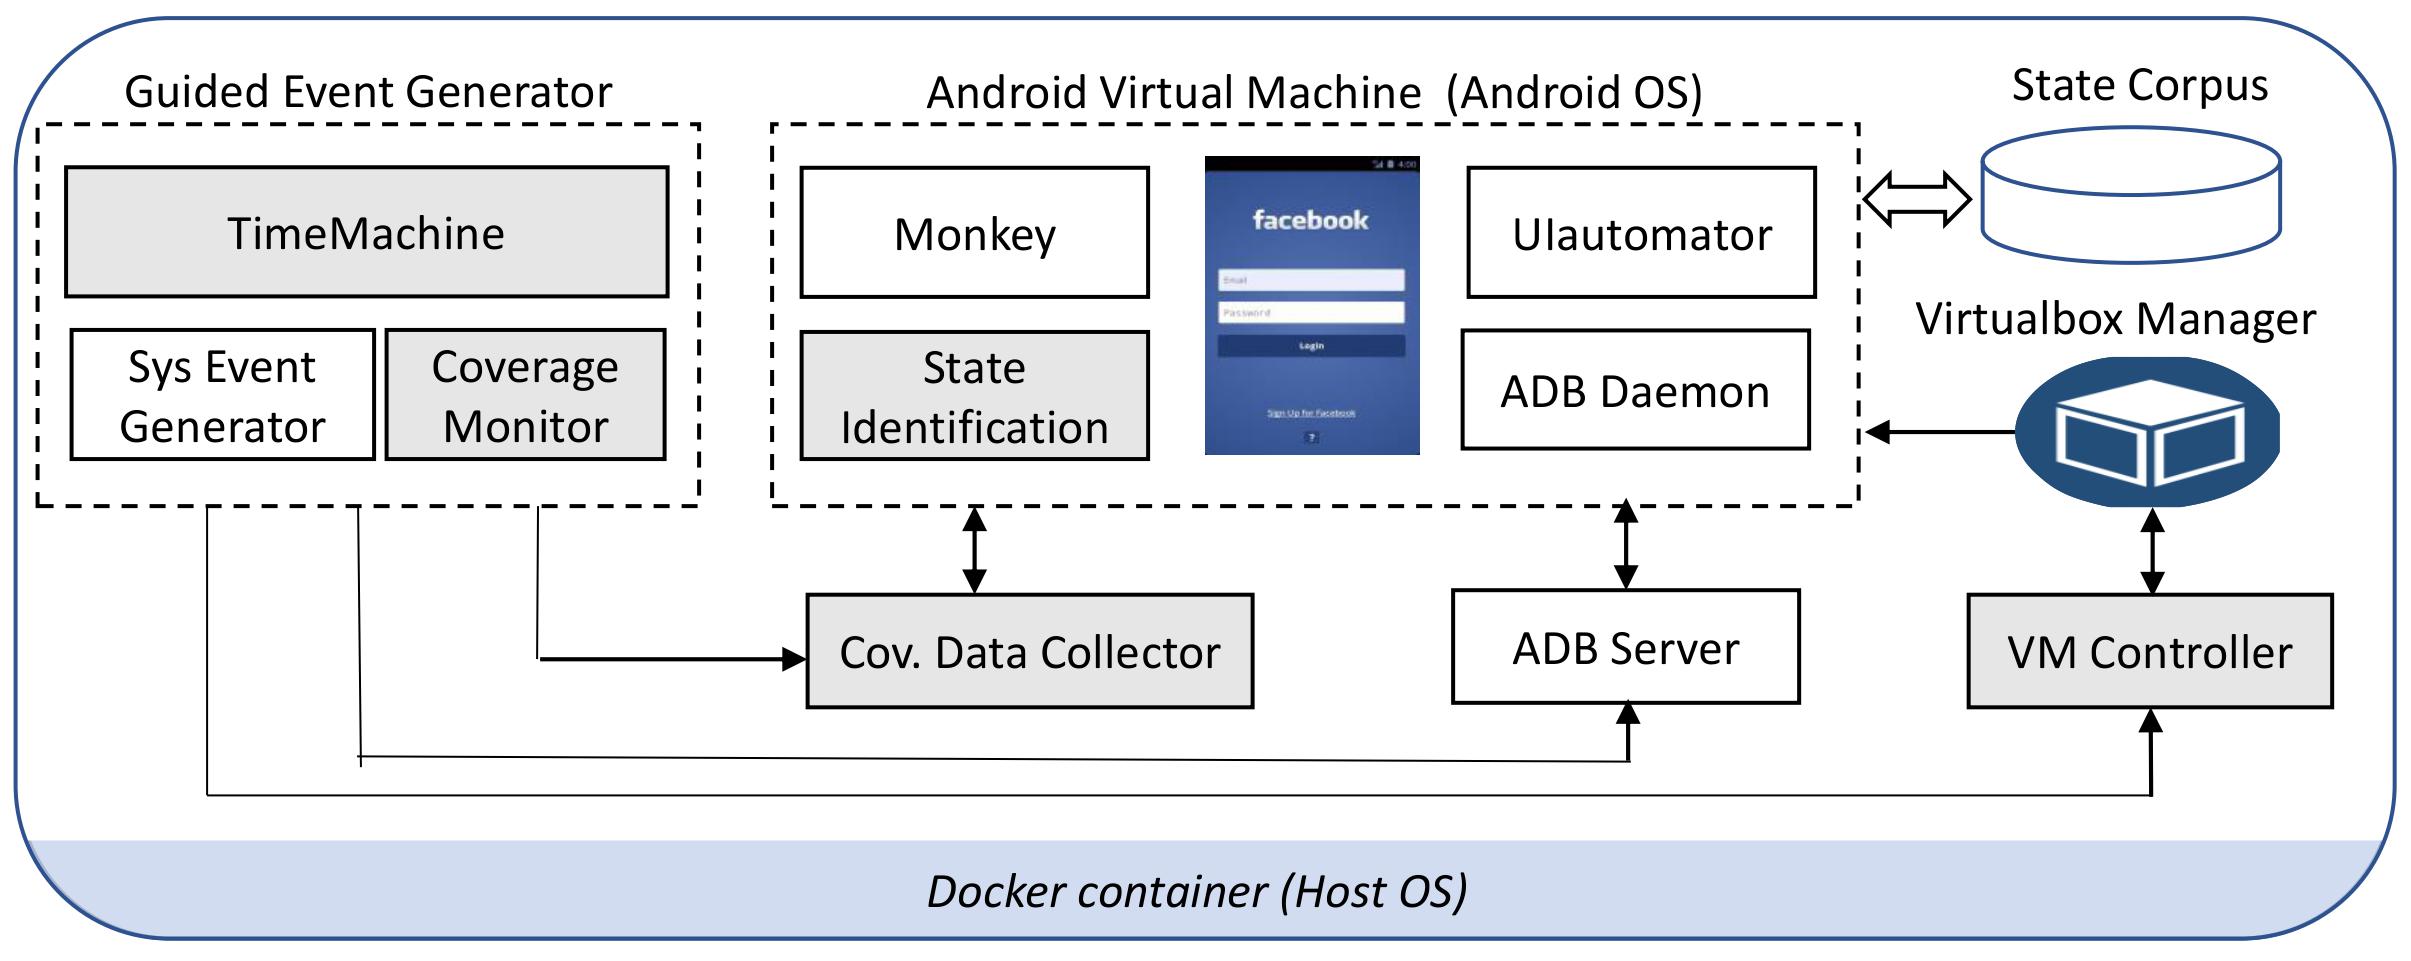 Guided Event Generator
Android Virtual Machine (Android OS)
State Corpus
TimeMachine
Sys Event
Generator
Coverage
Monitor
Monkey
State
Identification
4:00
facebook
Email
Password
Login
Sign Up for Facebook
?
UIautomator
ADB Daemon
Virtualbox Manager
Cov. Data Collector
ADB Server
VM Controller
Docker container (Host OS)